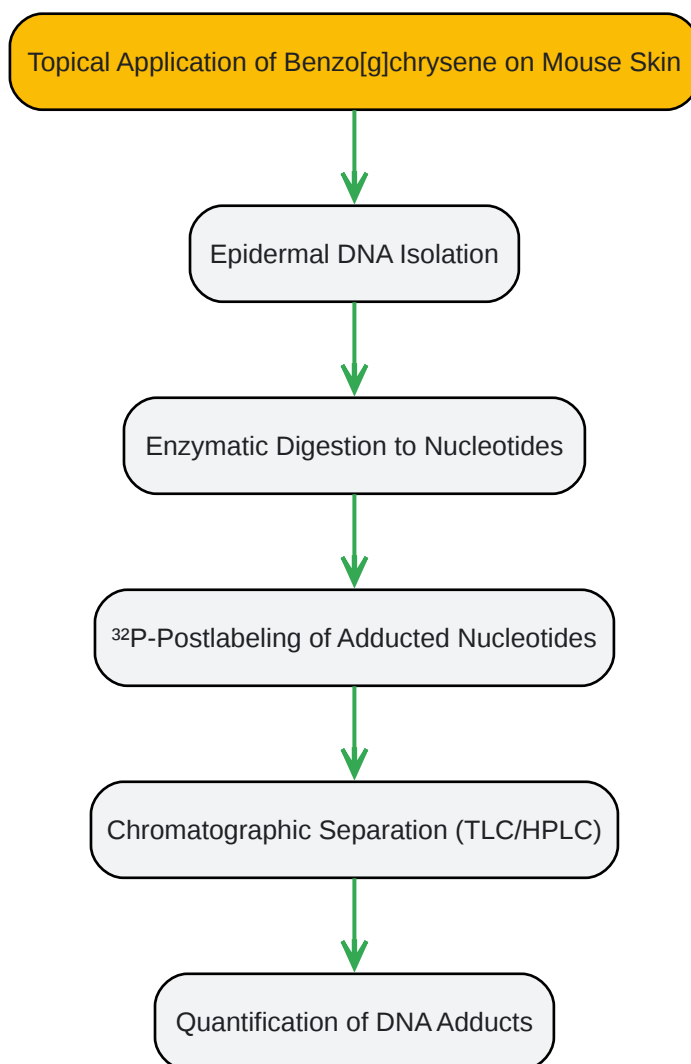 Topical Application of Benzo[g]chrysene on Mouse Skin
Epidermal DNA Isolation
Enzymatic Digestion to Nucleotides
³²P-Postlabeling of Adducted Nucleotides
Chromatographic Separation (TLC/HPLC)
Quantification of DNA Adducts